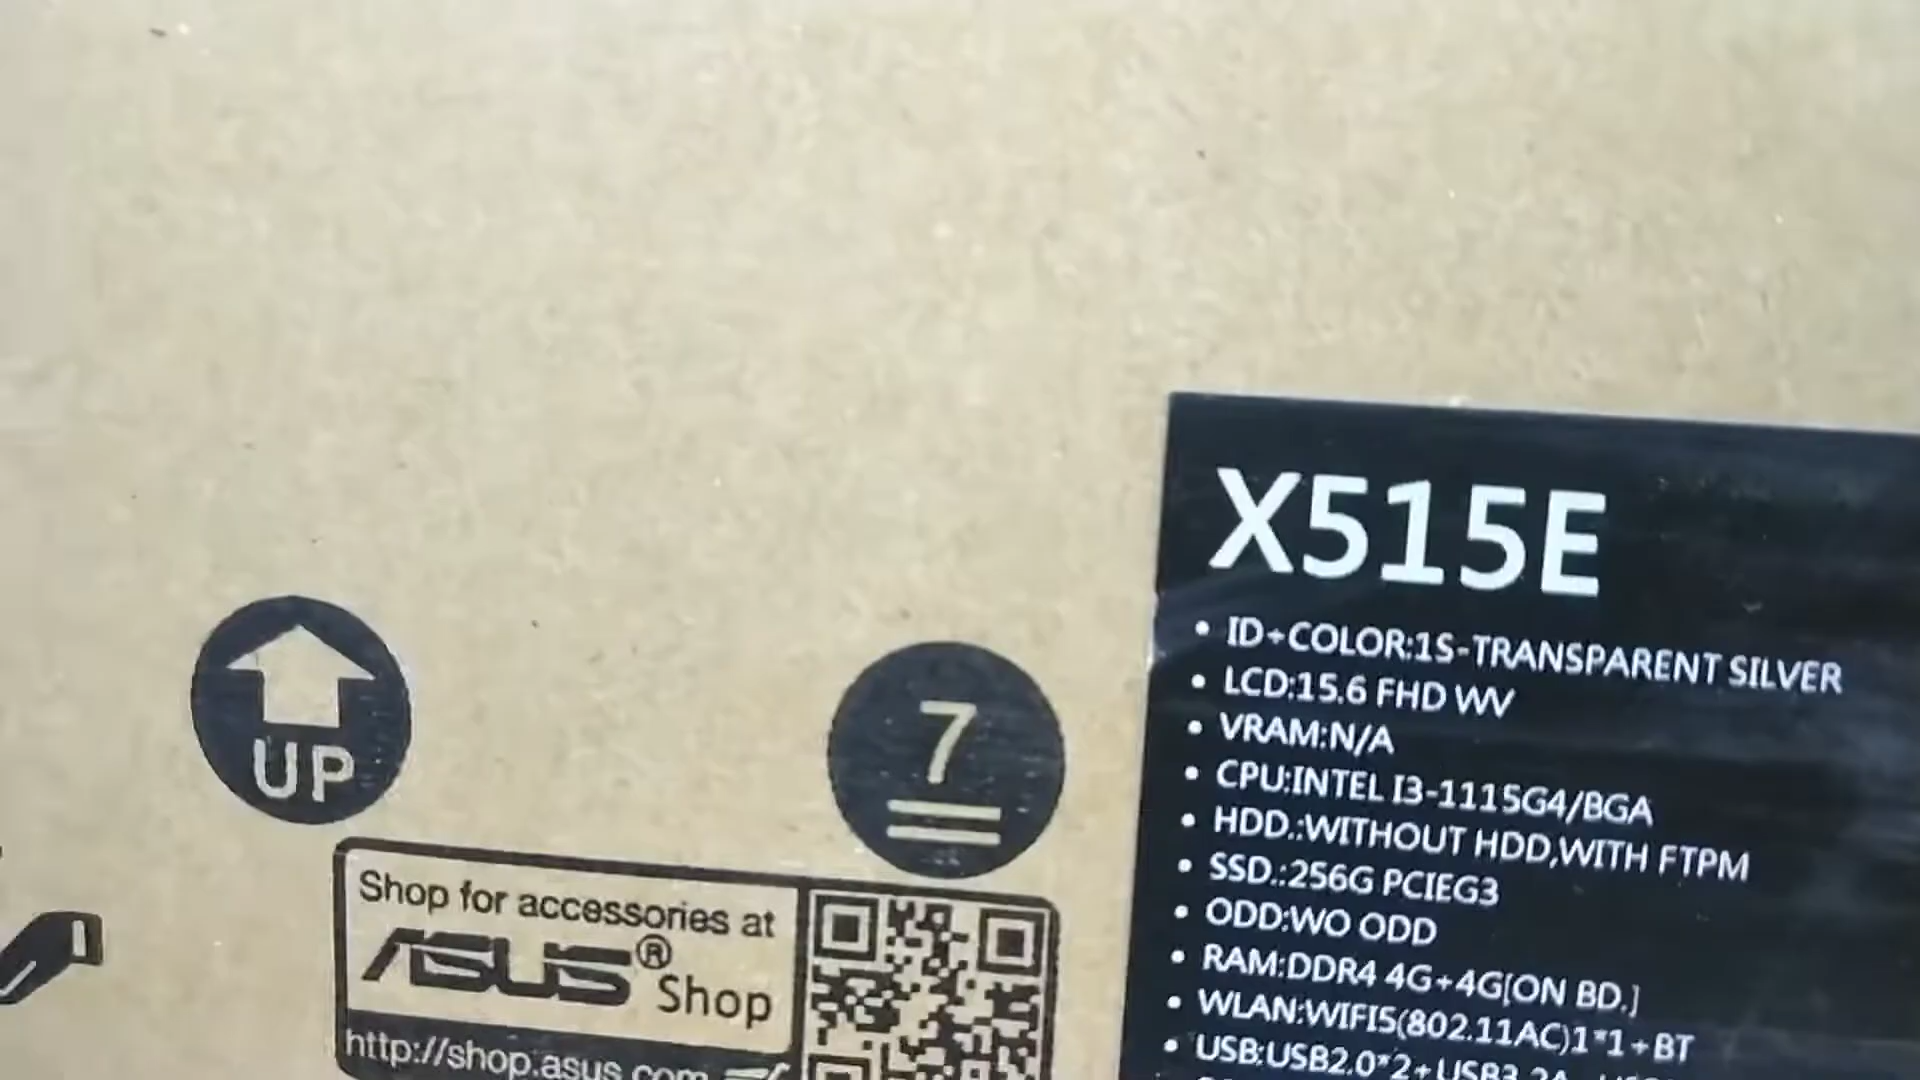 X515E
• ID+COLOR:1S-TRANSPARENT SILVER
• LCD:15.6 FHD WV
• VRAM:N/A
• CPU:INTEL I3-1115G4/BGA
• HDD.:WITHOUT HDD,WITH FTPM
• SSD.:256G PCIEG3
• ODD:WO ODD
• RAM:DDR4 4G+4G[ON BD.]
• WLAN:WIFI5(802.11AC)1*1+BT
• USB:USB2.0*2+USB3.2A
UP
7
Shop for accessories at
ASUS®
Shop
http://shop.asus.com